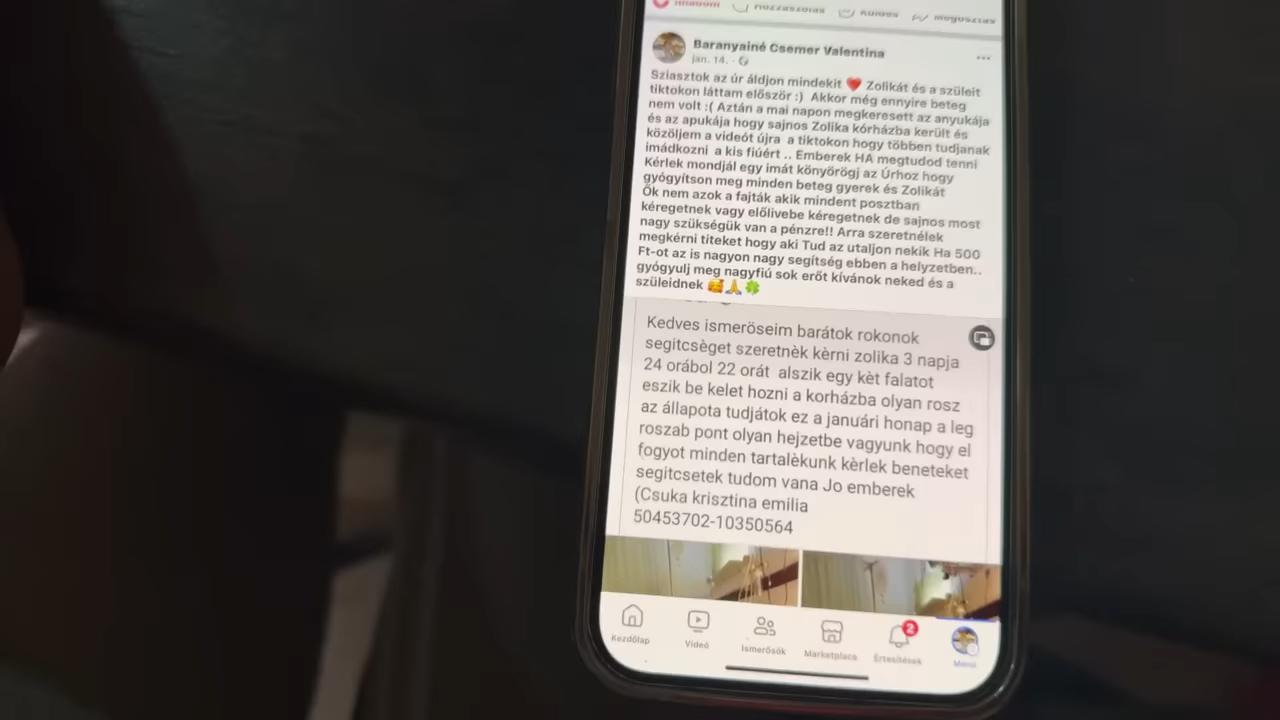 Hozzászólás Küldés Megosztás
Baranyainé Csemer Valentina
jan. 14. ·
Sziasztok az úr áldjon mindekit ❤️ Zolikát és a szüleit
tiktokon láttam először :) Akkor még ennyire beteg
nem volt :( Aztán a mai napon megkeresett az anyukája
és az apukája hogy sajnos Zolika kórházba került és
közöljem a videót újra a tiktokon hogy többen tudjanak
imádkozni a kis fiúért .. Emberek HA megtudod tenni
Kérlek mondjál egy imát könyörögj az Úrhoz hogy
gyógyítson meg minden beteg gyerek és Zolikát
Ők nem azok a fajták akik mindent posztban
kéregetnek vagy előlivebe kéregetnek de sajnos most
nagy szükségük van a pénzre!! Arra szeretnélek
megkérni titeket hogy aki Tud az utaljon nekik Ha 500
Ft-ot az is nagyon nagy segítség ebben a helyzetben..
gyógyulj meg nagyfiú sok erőt kívánok neked és a
szüleidnek 🥰🙏🍀
Kedves ismeröseim barátok rokonok
segitcsèget szeretnèk kèrni zolika 3 napja
24 orábol 22 orát alszik egy kèt falatot
eszik be kelet hozni a korházba olyan rosz
az állapota tudjátok ez a januári honap a leg
roszab pont olyan hejzetbe vagyunk hogy el
fogyot minden tartalèkunk kèrlek beneteket
segitcsetek tudom vana Jo emberek
(Csuka krisztina emilia
50453702-10350564
Kezdőlap Videó Ismerősök Marketplace Értesítések Menü
2